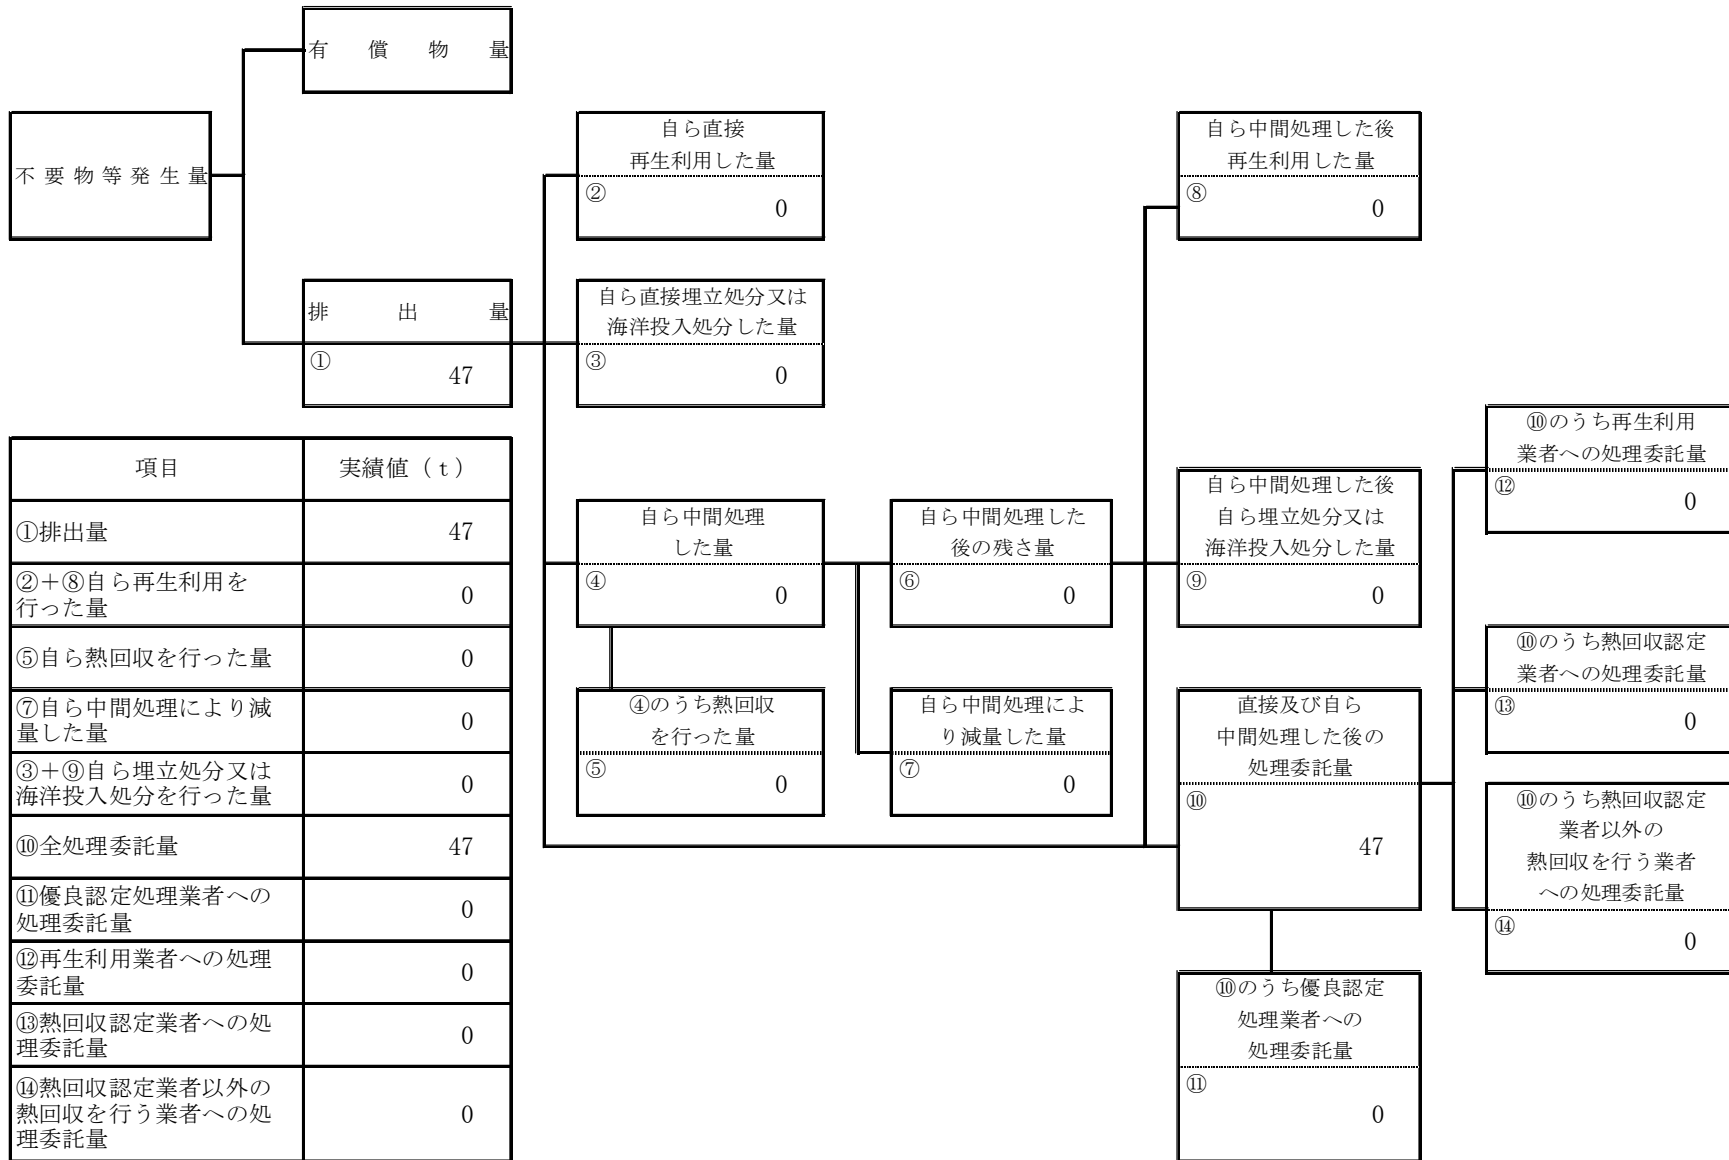 有償物量
不要物等発生量
排出量
①
47
自ら直接
再生利用した量
②
0
自ら直接埋立処分又は
海洋投入処分した量
③
0
自ら中間処理した後
再生利用した量
⑧
0
項目 実績値（ｔ）
①排出量 47
②＋⑧自ら再生利用を
行った量
0
⑤自ら熱回収を行った量 0
⑦自ら中間処理により減
量した量
0
③＋⑨自ら埋立処分又は
海洋投入処分を行った量
0
⑩全処理委託量 47
⑪優良認定処理業者への
処理委託量
0
⑫再生利用業者への処理
委託量
0
⑬熱回収認定業者への処
理委託量
0
⑭熱回収認定業者以外の
熱回収を行う業者への処
理委託量
0
自ら中間処理
した量
④
0
④のうち熱回収
を行った量
⑤
0
自ら中間処理した
後の残さ量
⑥
0
自ら中間処理によ
り減量した量
⑦
0
自ら中間処理した後
自ら埋立処分又は
海洋投入処分した量
⑨
0
直接及び自ら
中間処理した後の
処理委託量
⑩
47
⑩のうち優良認定
処理業者への
処理委託量
⑪
0
⑩のうち再生利用
業者への処理委託量
⑫
0
⑩のうち熱回収認定
業者への処理委託量
⑬
0
⑩のうち熱回収認定
業者以外の
熱回収を行う業者
への処理委託量
⑭
0